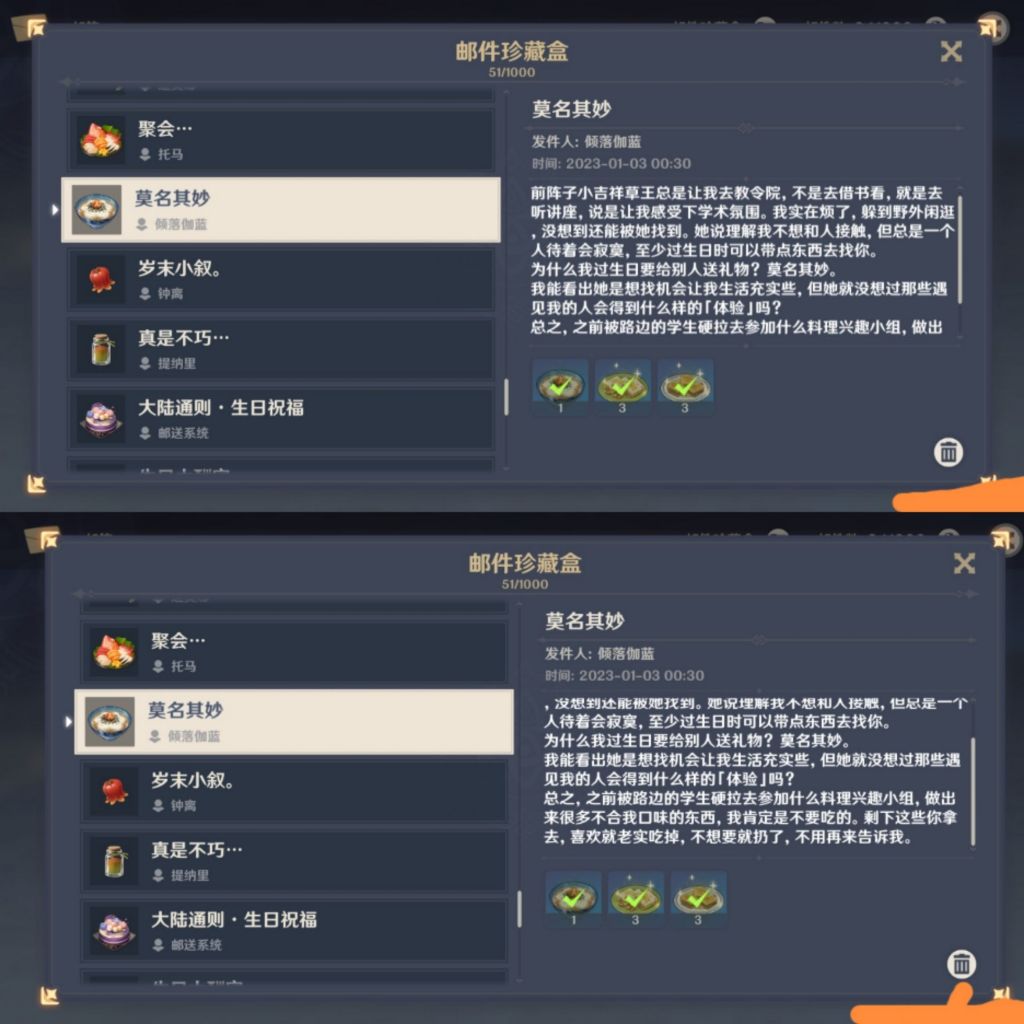 邮件珍藏盒
51/1000
聚会…
托马
莫名其妙
倾落伽蓝
岁末小叙。
钟离
真是不巧…
提纳里
大陆通则·生日祝福
邮送系统
莫名其妙
发件人: 倾落伽蓝
时间: 2023-01-03 00:30
前阵子小吉祥草王总是让我去教令院, 不是去借书看, 就是去
听讲座, 说是让我感受下学术氛围。我实在烦了, 躲到野外闲逛
, 没想到还能被她找到。她说理解我不想和人接触, 但总是一个
人待着会寂寞, 至少过生日时可以带点东西去找你。
为什么我过生日要给别人送礼物? 莫名其妙。
我能看出她是想找机会让我生活充实些, 但她就没想过那些遇
见我的人会得到什么样的「体验」吗?
总之, 之前被路边的学生硬拉去参加什么料理兴趣小组, 做出
1
3
3
邮件珍藏盒
51/1000
聚会…
托马
莫名其妙
倾落伽蓝
岁末小叙。
钟离
真是不巧…
提纳里
大陆通则·生日祝福
邮送系统
莫名其妙
发件人: 倾落伽蓝
时间: 2023-01-03 00:30
, 没想到还能被她找到。她说理解我不想和人接触, 但总是一个
人待着会寂寞, 至少过生日时可以带点东西去找你。
为什么我过生日要给别人送礼物? 莫名其妙。
我能看出她是想找机会让我生活充实些, 但她就没想过那些遇
见我的人会得到什么样的「体验」吗?
总之, 之前被路边的学生硬拉去参加什么料理兴趣小组, 做出
来很多不合我口味的东西, 我肯定是不要吃的。剩下这些你拿
去, 喜欢就老实吃掉, 不想要就扔了, 不用再来告诉我。
1
3
3